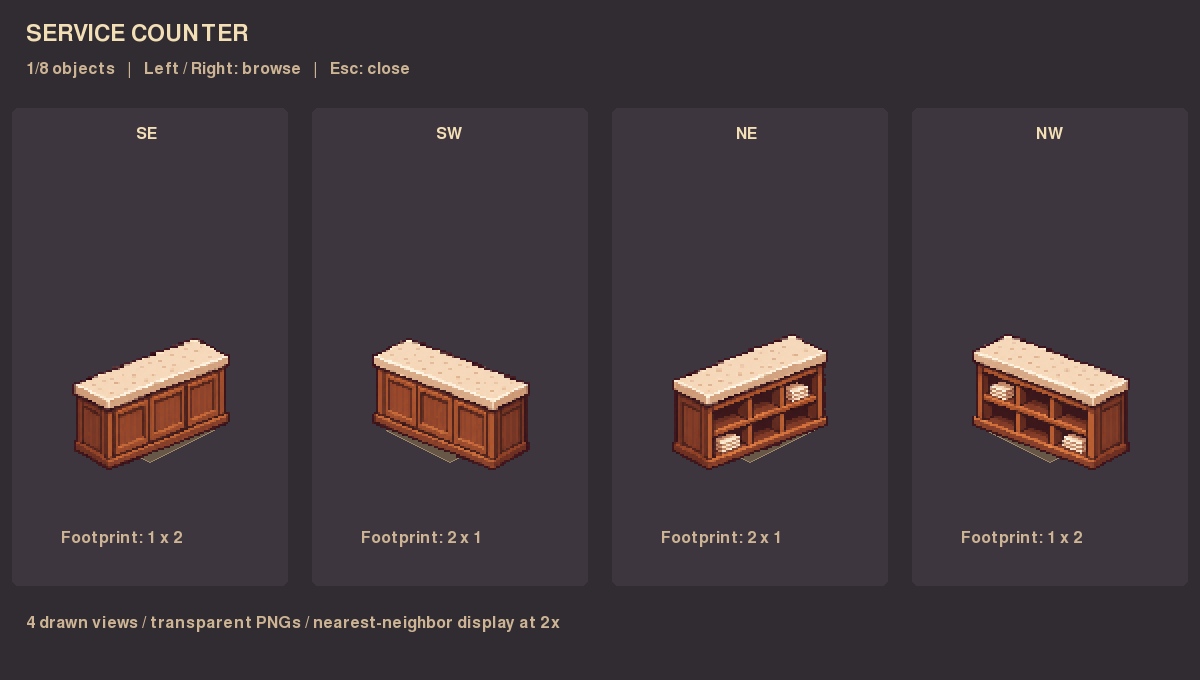 SERVICE COUNTER
1/8 objects | Left / Right: browse | Esc: close
SE
SW
NE
NW
Footprint: 1 x 2
Footprint: 2 x 1
Footprint: 2 x 1
Footprint: 1 x 2
4 drawn views / transparent PNGs / nearest-neighbor display at 2x